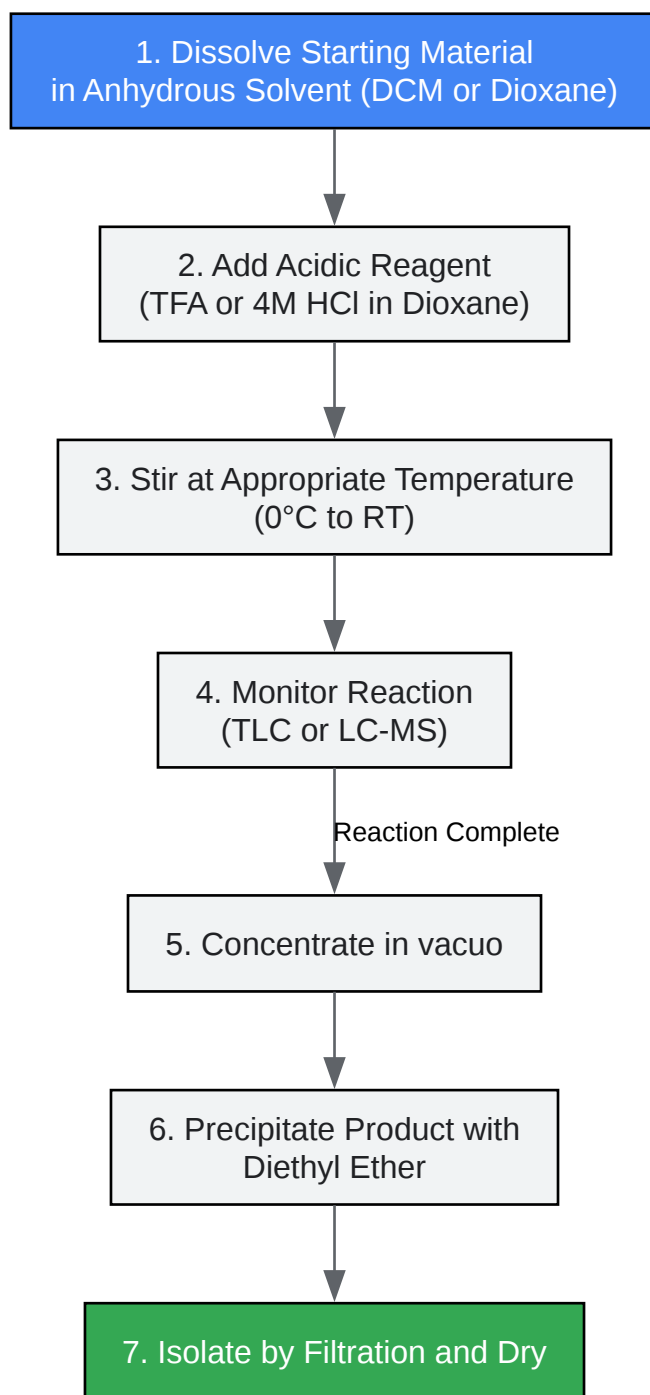 1. Dissolve Starting Material
in Anhydrous Solvent (DCM or Dioxane)
2. Add Acidic Reagent
(TFA or 4M HCl in Dioxane)
3. Stir at Appropriate Temperature
(0°C to RT)
4. Monitor Reaction
(TLC or LC-MS)
Reaction Complete
5. Concentrate in vacuo
6. Precipitate Product with
Diethyl Ether
7. Isolate by Filtration and Dry